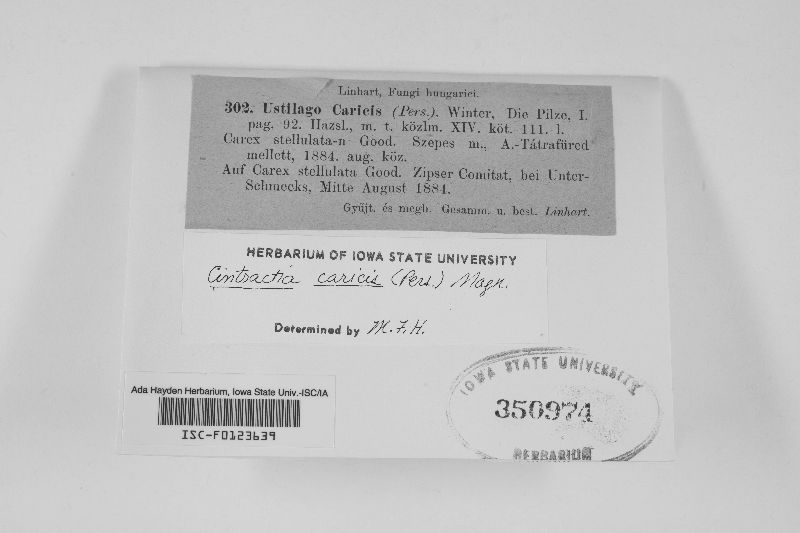 Linhart, Fungi hungarici.
302. Ustilago Caricis (Pers.). Winter, Die Pilze, I.
pag. 92. Hazsl., m. t. közlm. XIV. köt. 111. l.
Carex stellulata-n Good. Szepes m., A.-Tátrafüred
mellett, 1884. aug. köz.
Auf Carex stellulata Good. Zipser Comitat, bei Unter-
Schmecks, Mitte August 1884.
Gyűjt. és megh. Gesamm. u. best. Linhart.
HERBARIUM OF IOWA STATE UNIVERSITY
Cintractia caricis (Pers.) Magn.
Determined by M.F.H.
Ada Hayden Herbarium, Iowa State Univ.-ISC/IA
ISC-F0123639
IOWA STATE UNIVERSITY
350974
HERBARIUM